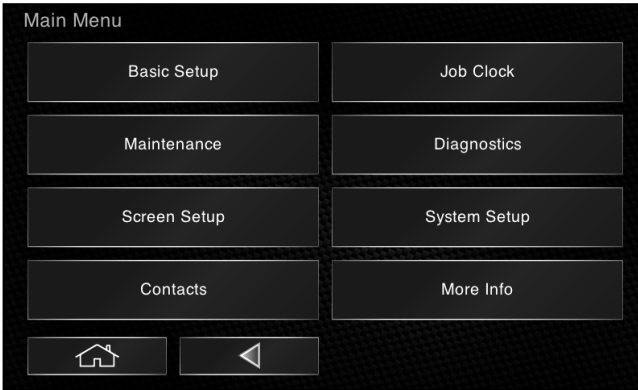 Main Menu
Basic Setup
Job Clock
Maintenance
Diagnostics
Screen Setup
System Setup
Contacts
More Info